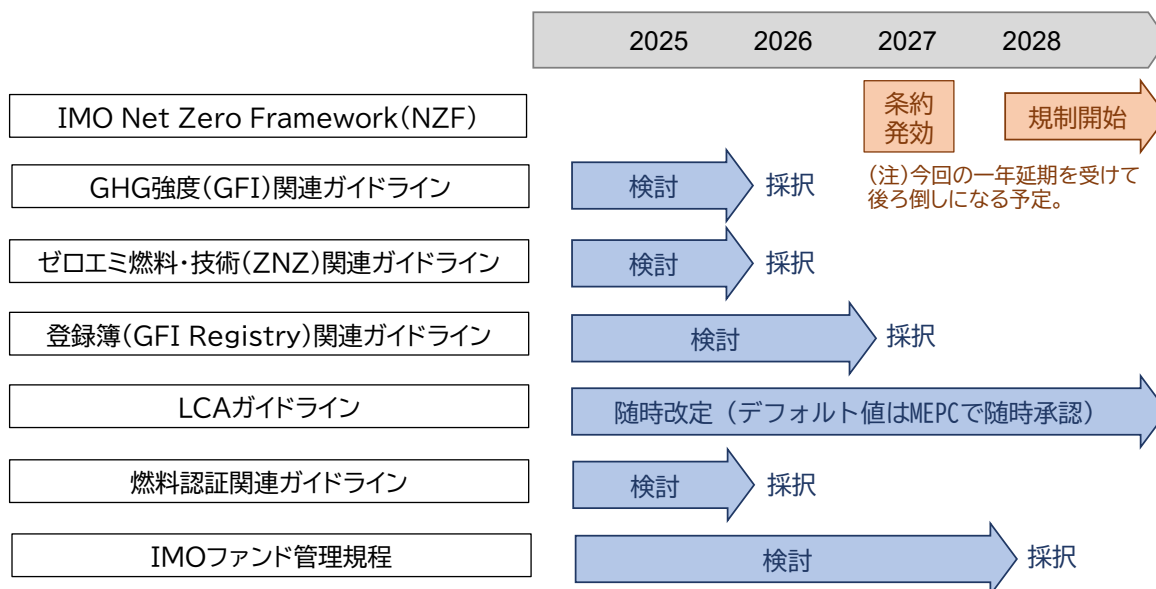 2025 2026 2027 2028
IMO Net Zero Framework(NZF)
条約
発効
規制開始
(注)今回の一年延期を受けて
後ろ倒しになる予定。
GHG強度(GFI)関連ガイドライン
検討 採択
ゼロエミ燃料・技術(ZNZ)関連ガイドライン
検討 採択
登録簿(GFI Registry)関連ガイドライン
検討 採択
LCAガイドライン
随時改定(デフォルト値はMEPCで随時承認)
燃料認証関連ガイドライン
検討 採択
IMOファンド管理規程
検討 採択